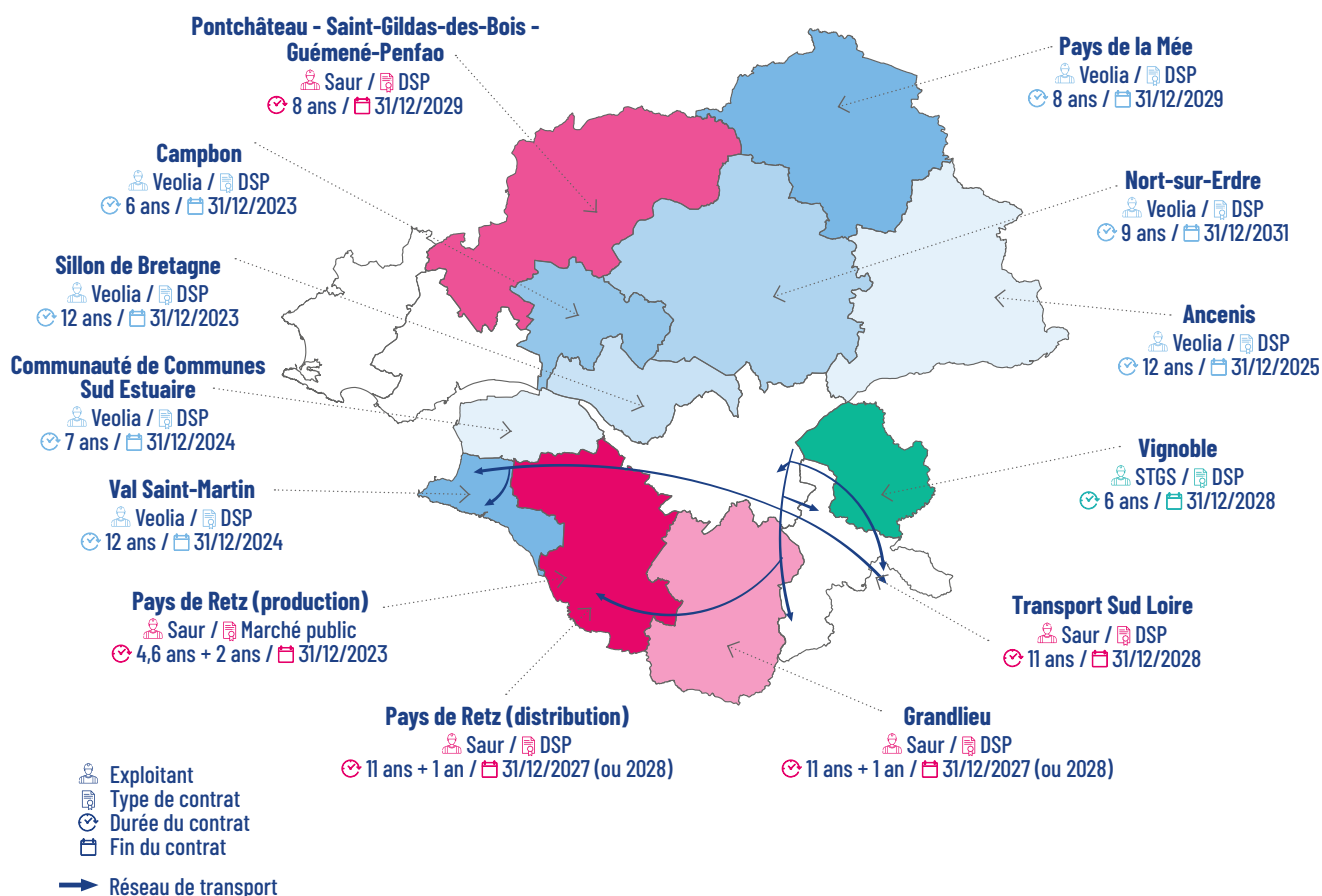 Pontchâteau - Saint-Gildas-des-Bois -
Guémené-Penfao
Saur / DSP
8 ans / 31/12/2029
Pays de la Mée
Veolia / DSP
8 ans / 31/12/2029
Campbon
Veolia / DSP
6 ans / 31/12/2023
Nort-sur-Erdre
Veolia / DSP
9 ans / 31/12/2031
Sillon de Bretagne
Veolia / DSP
12 ans / 31/12/2023
Ancenis
Veolia / DSP
12 ans / 31/12/2025
Communauté de Communes
Sud Estuaire
Veolia / DSP
7 ans / 31/12/2024
Vignoble
STGS / DSP
6 ans / 31/12/2028
Val Saint-Martin
Veolia / DSP
12 ans / 31/12/2024
Pays de Retz (production)
Saur / Marché public
4,6 ans + 2 ans / 31/12/2023
Transport Sud Loire
Saur / DSP
11 ans / 31/12/2028
Pays de Retz (distribution)
Saur / DSP
11 ans + 1 an / 31/12/2027 (ou 2028)
Grandlieu
Saur / DSP
11 ans + 1 an / 31/12/2027 (ou 2028)
Exploitant
Type de contrat
Durée du contrat
Fin du contrat
Réseau de transport